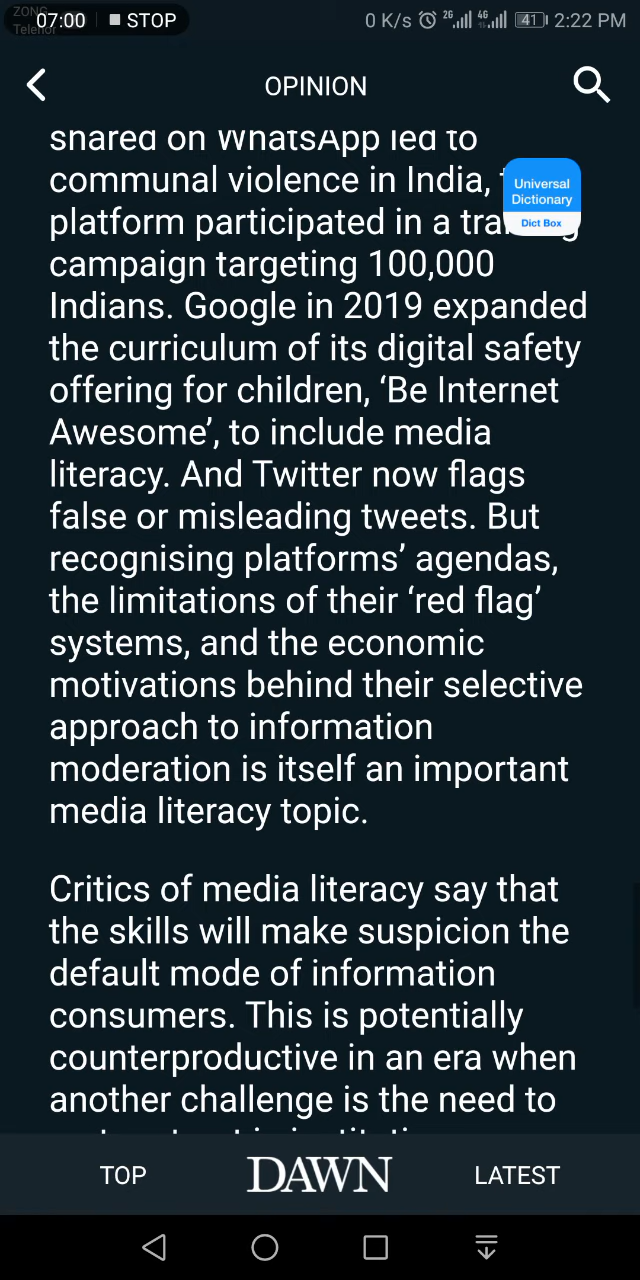 ZONG
Telenor
07:00 STOP
0 K/s 2G 4G 41 2:22 PM
OPINION
shared on WhatsApp led to
communal violence in India,
Universal
Dictionary
Dict Box
platform participated in a
campaign targeting 100,000
Indians. Google in 2019 expanded
the curriculum of its digital safety
offering for children, ‘Be Internet
Awesome’, to include media
literacy. And Twitter now flags
false or misleading tweets. But
recognising platforms’ agendas,
the limitations of their ‘red flag’
systems, and the economic
motivations behind their selective
approach to information
moderation is itself an important
media literacy topic.
Critics of media literacy say that
the skills will make suspicion the
default mode of information
consumers. This is potentially
counterproductive in an era when
another challenge is the need to
TOP DAWN LATEST